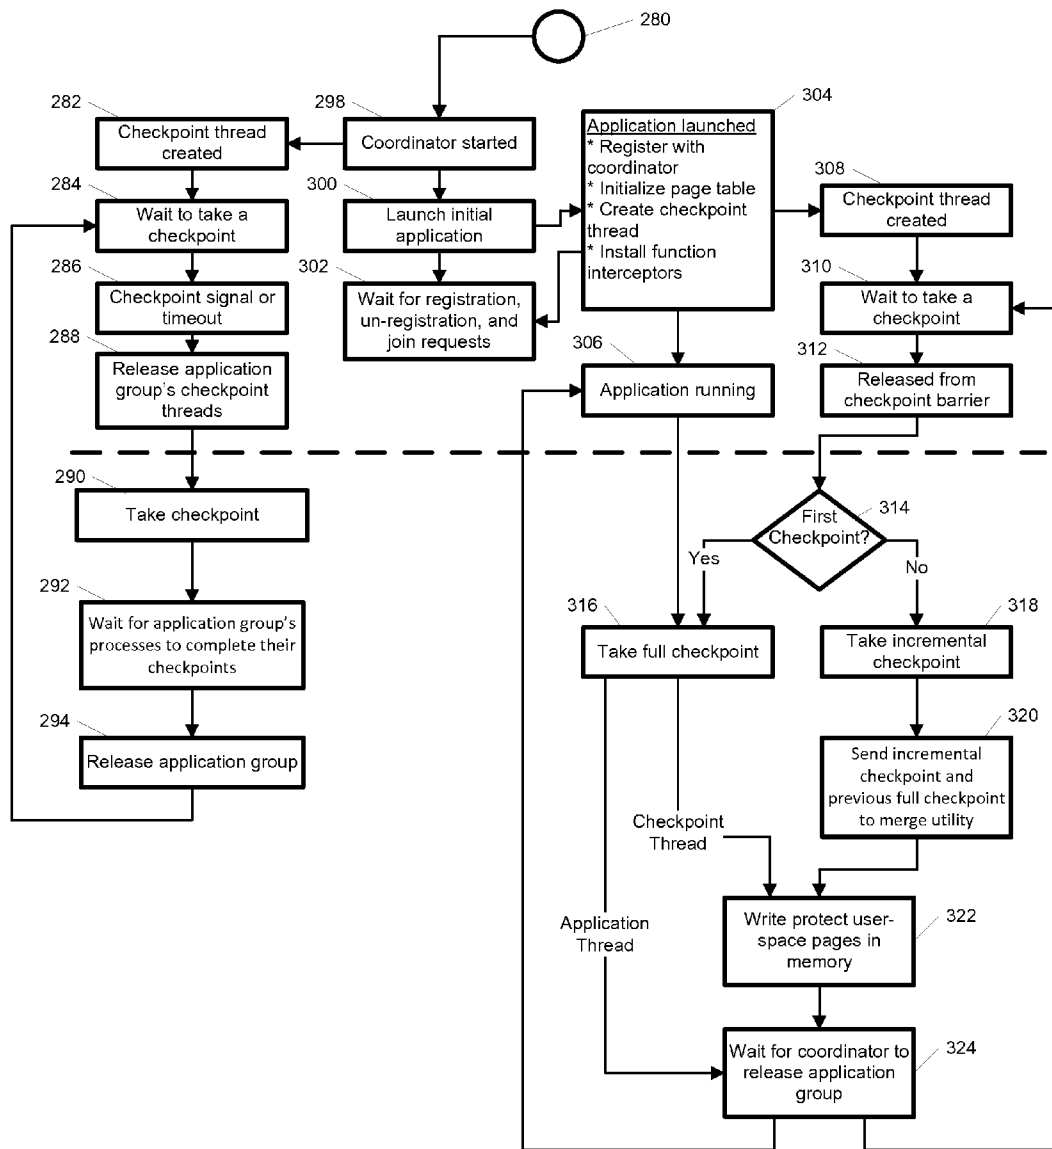 280
282
298
304
Checkpoint thread
created
Coordinator started
Application launched
* Register with
coordinator
* Initialize page table
* Create checkpoint
thread
* Install function
interceptors
308
Checkpoint thread
created
284
300
Wait to take a
checkpoint
Launch initial
application
286
302
310
Checkpoint signal or
timeout
Wait for registration,
un-registration, and
join requests
Wait to take a
checkpoint
288
306
312
Release application
group's checkpoint
threads
Application running
Released from
checkpoint barrier
290
Take checkpoint
First
Checkpoint?
314
Yes
No
292
316
318
Wait for application group's
processes to complete their
checkpoints
Take full checkpoint
Take incremental
checkpoint
294
320
Release application group
Send incremental
checkpoint and
previous full checkpoint
to merge utility
Checkpoint
Thread
Application
Thread
322
Write protect user-
space pages in
memory
324
Wait for coordinator to
release application
group